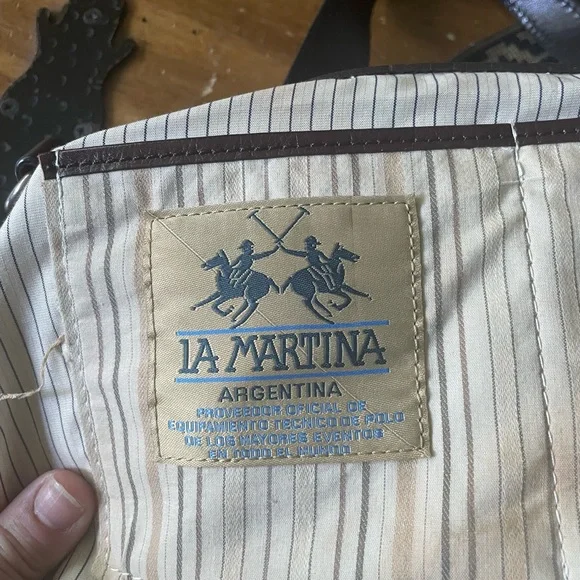 LA MARTINA
ARGENTINA
PROVEEDOR OFICIAL DE
EQUIPAMIENTO TECNICO DE POLO
DE LOS MAYORES EVENTOS
EN TODO EL MUNDO